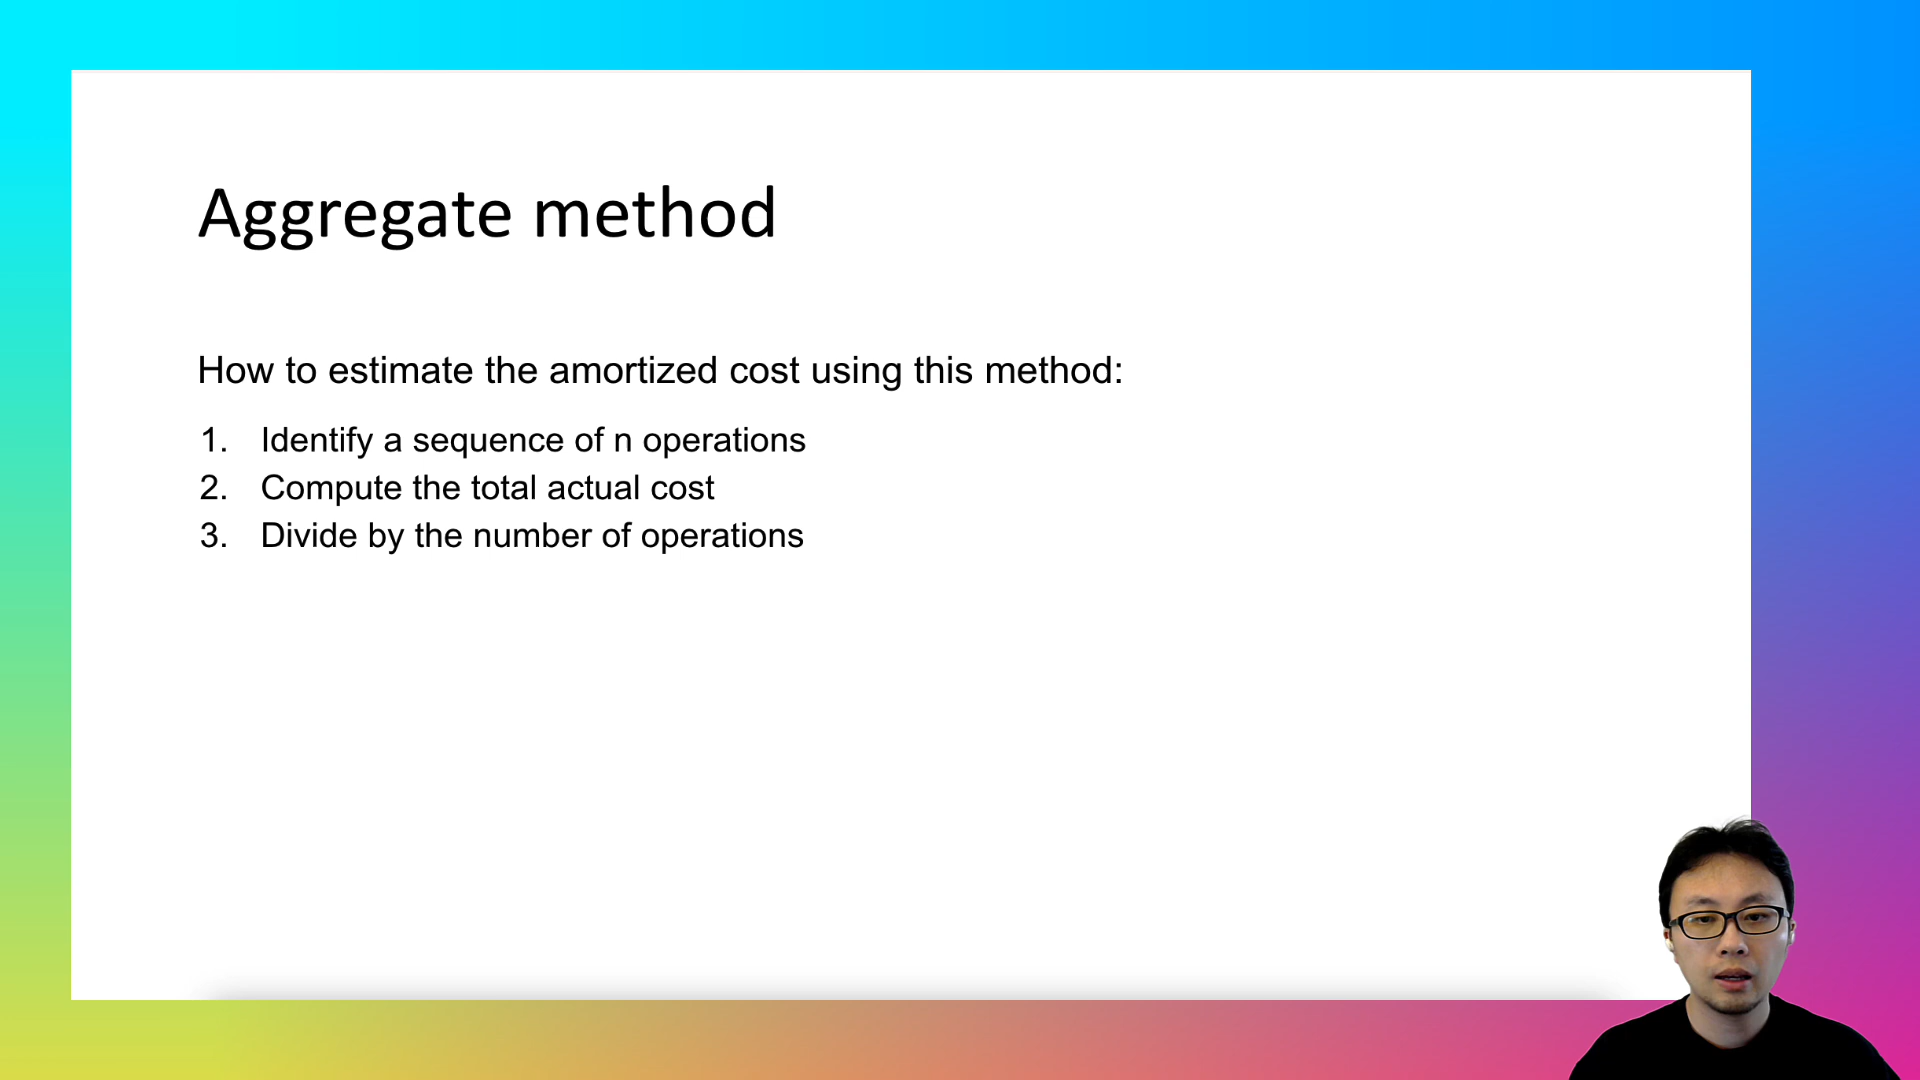 Aggregate method
How to estimate the amortized cost using this method:
1. Identify a sequence of n operations
2. Compute the total actual cost
3. Divide by the number of operations